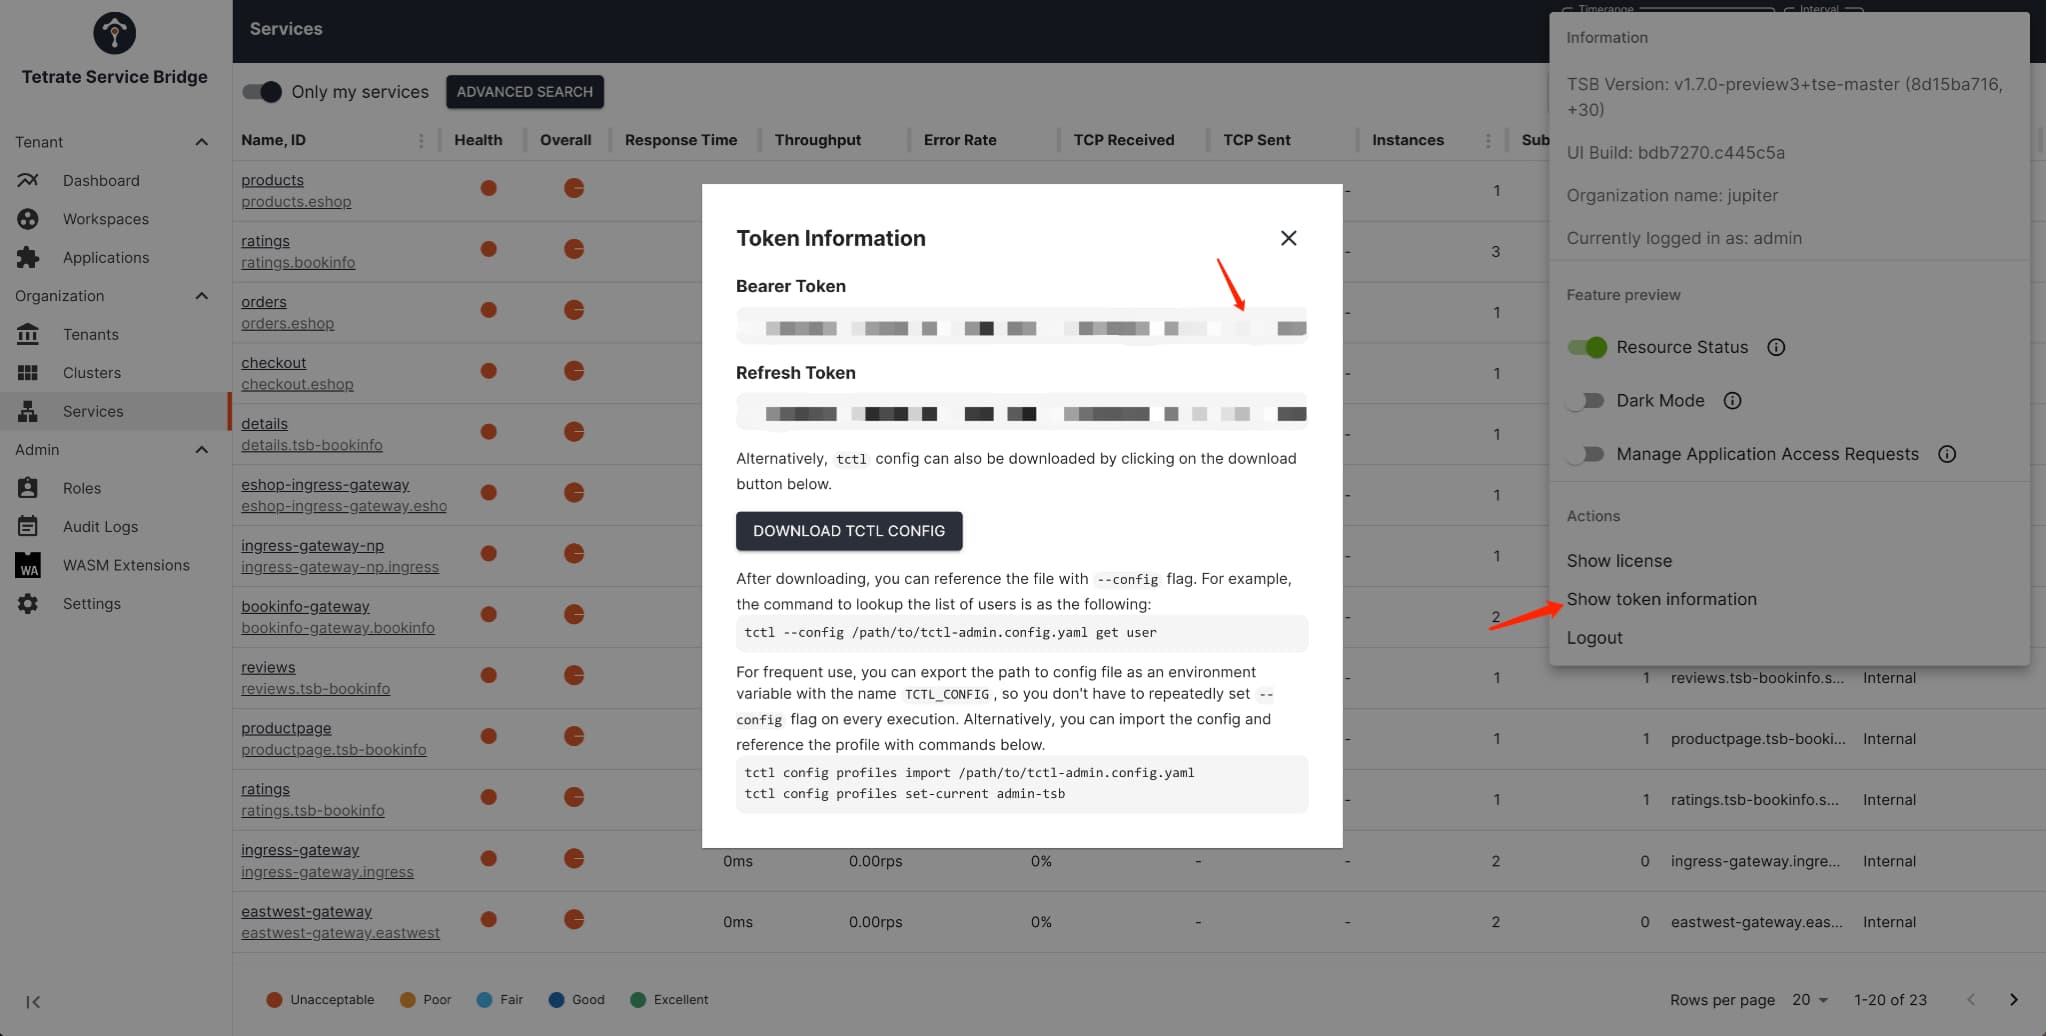 Tetrate Service Bridge
Tenant
Dashboard
Workspaces
Applications
Organization
Tenants
Clusters
Services
Admin
Roles
Audit Logs
WA
WASM Extensions
Settings
Services
Timerange
Interval
Only my services
ADVANCED SEARCH
Name, ID Health Overall Response Time Throughput Error Rate TCP Received TCP Sent Instances Sub
products
products.eshop
- 1
ratings
ratings.bookinfo
- 3
orders
orders.eshop
- 1
checkout
checkout.eshop
- 1
details
details.tsb-bookinfo
- 1
eshop-ingress-gateway
eshop-ingress-gateway.esho
- 1
ingress-gateway-np
ingress-gateway-np.ingress
- 1
bookinfo-gateway
bookinfo-gateway.bookinfo
- 2
reviews
reviews.tsb-bookinfo
- 1 1 reviews.tsb-bookinfo.s... Internal
productpage
productpage.tsb-bookinfo
- 1 1 productpage.tsb-booki... Internal
ratings
ratings.tsb-bookinfo
- 1 1 ratings.tsb-bookinfo.s... Internal
ingress-gateway
ingress-gateway.ingress
0ms 0.00rps 0% - - 2 0 ingress-gateway.ingre... Internal
eastwest-gateway
eastwest-gateway.eastwest
0ms 0.00rps 0% - - 2 0 eastwest-gateway.eas... Internal
Unacceptable Poor Fair Good Excellent
Rows per page 20 1-20 of 23
Token Information
Bearer Token
Refresh Token
Alternatively, tctl config can also be downloaded by clicking on the download
button below.
DOWNLOAD TCTL CONFIG
After downloading, you can reference the file with --config flag. For example,
the command to lookup the list of users is as the following:
tctl --config /path/to/tctl-admin.config.yaml get user
For frequent use, you can export the path to config file as an environment
variable with the name TCTL_CONFIG , so you don't have to repeatedly set --
config flag on every execution. Alternatively, you can import the config and
reference the profile with commands below.
tctl config profiles import /path/to/tctl-admin.config.yaml
tctl config profiles set-current admin-tsb
Information
TSB Version: v1.7.0-preview3+tse-master (8d15ba716,
+30)
UI Build: bdb7270.c445c5a
Organization name: jupiter
Currently logged in as: admin
Feature preview
Resource Status
Dark Mode
Manage Application Access Requests
Actions
Show license
Show token information
Logout